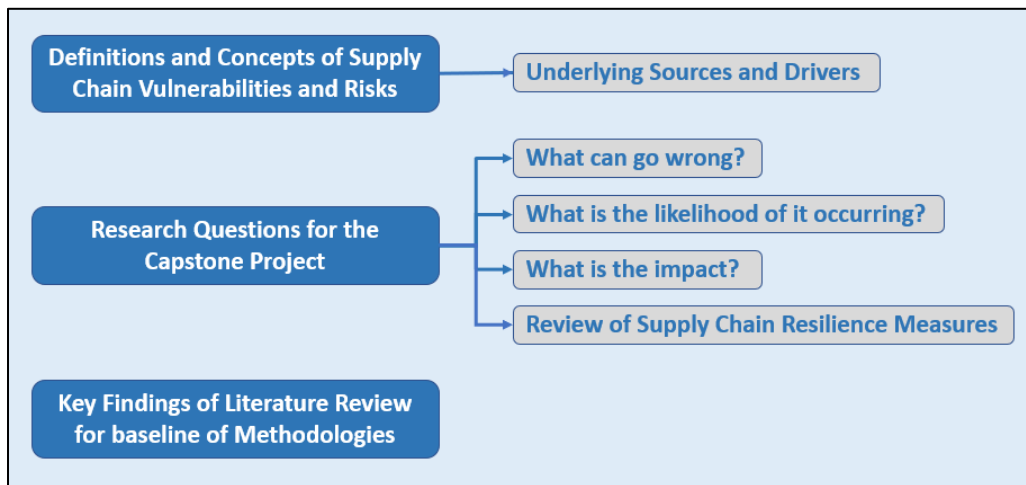 Definitions and Concepts of Supply
Chain Vulnerabilities and Risks
Underlying Sources and Drivers
Research Questions for the
Capstone Project
What can go wrong?
What is the likelihood of it occurring?
What is the impact?
Review of Supply Chain Resilience Measures
Key Findings of Literature Review
for baseline of Methodologies